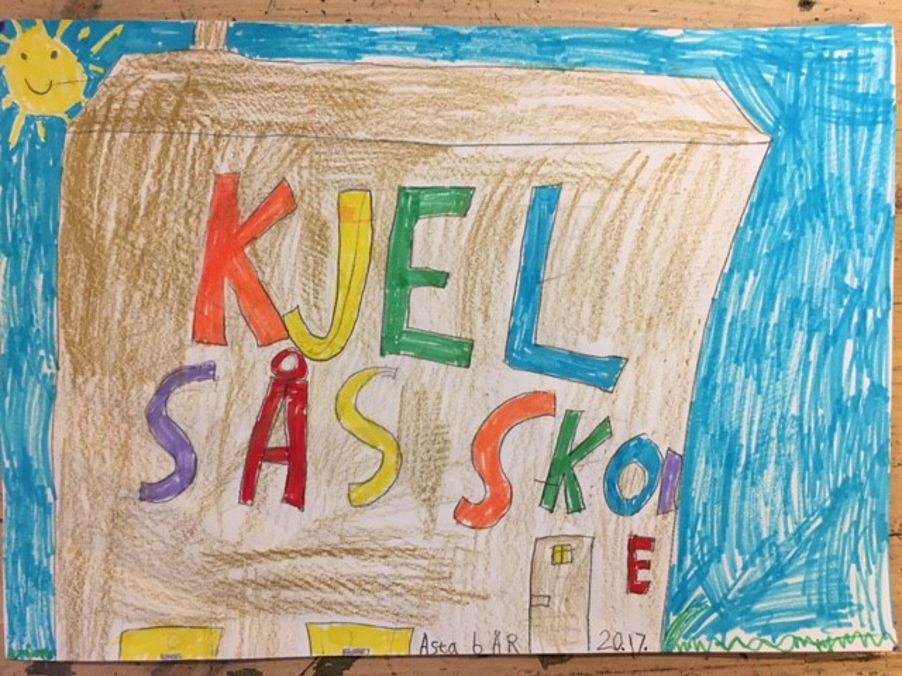 KJEL
SÅS SKOL
E
Asta 6 ÅR 2017.